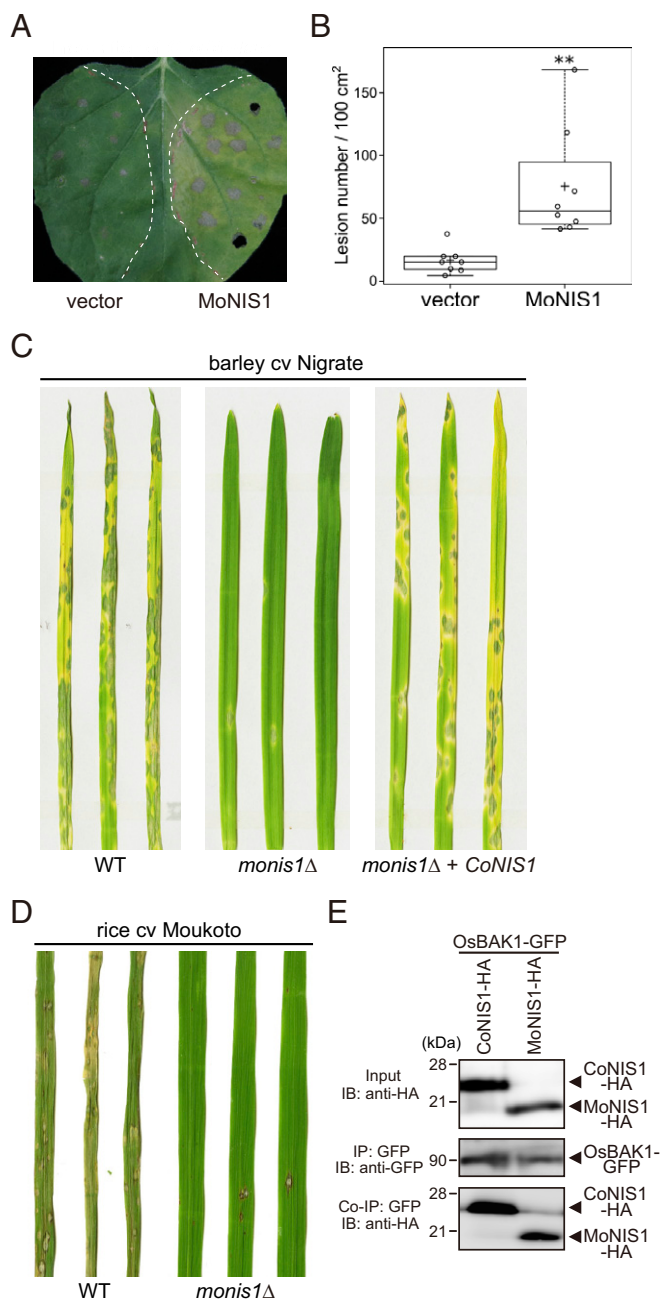 A
vector MoNIS1
B
Lesion number / 100 cm²
150
100
50
0
**
vector MoNIS1
C
barley cv Nigrate
WT monis1Δ monis1Δ + CoNIS1
D
rice cv Moukoto
WT monis1Δ
E
OsBAK1-GFP
CoNIS1-HA
MoNIS1-HA
(kDa)
28
21
Input
IB: anti-HA
CoNIS1
-HA
MoNIS1
-HA
IP: GFP
IB: anti-GFP
90
OsBAK1-
GFP
Co-IP: GFP
IB: anti-HA
28
21
CoNIS1
-HA
MoNIS1
-HA